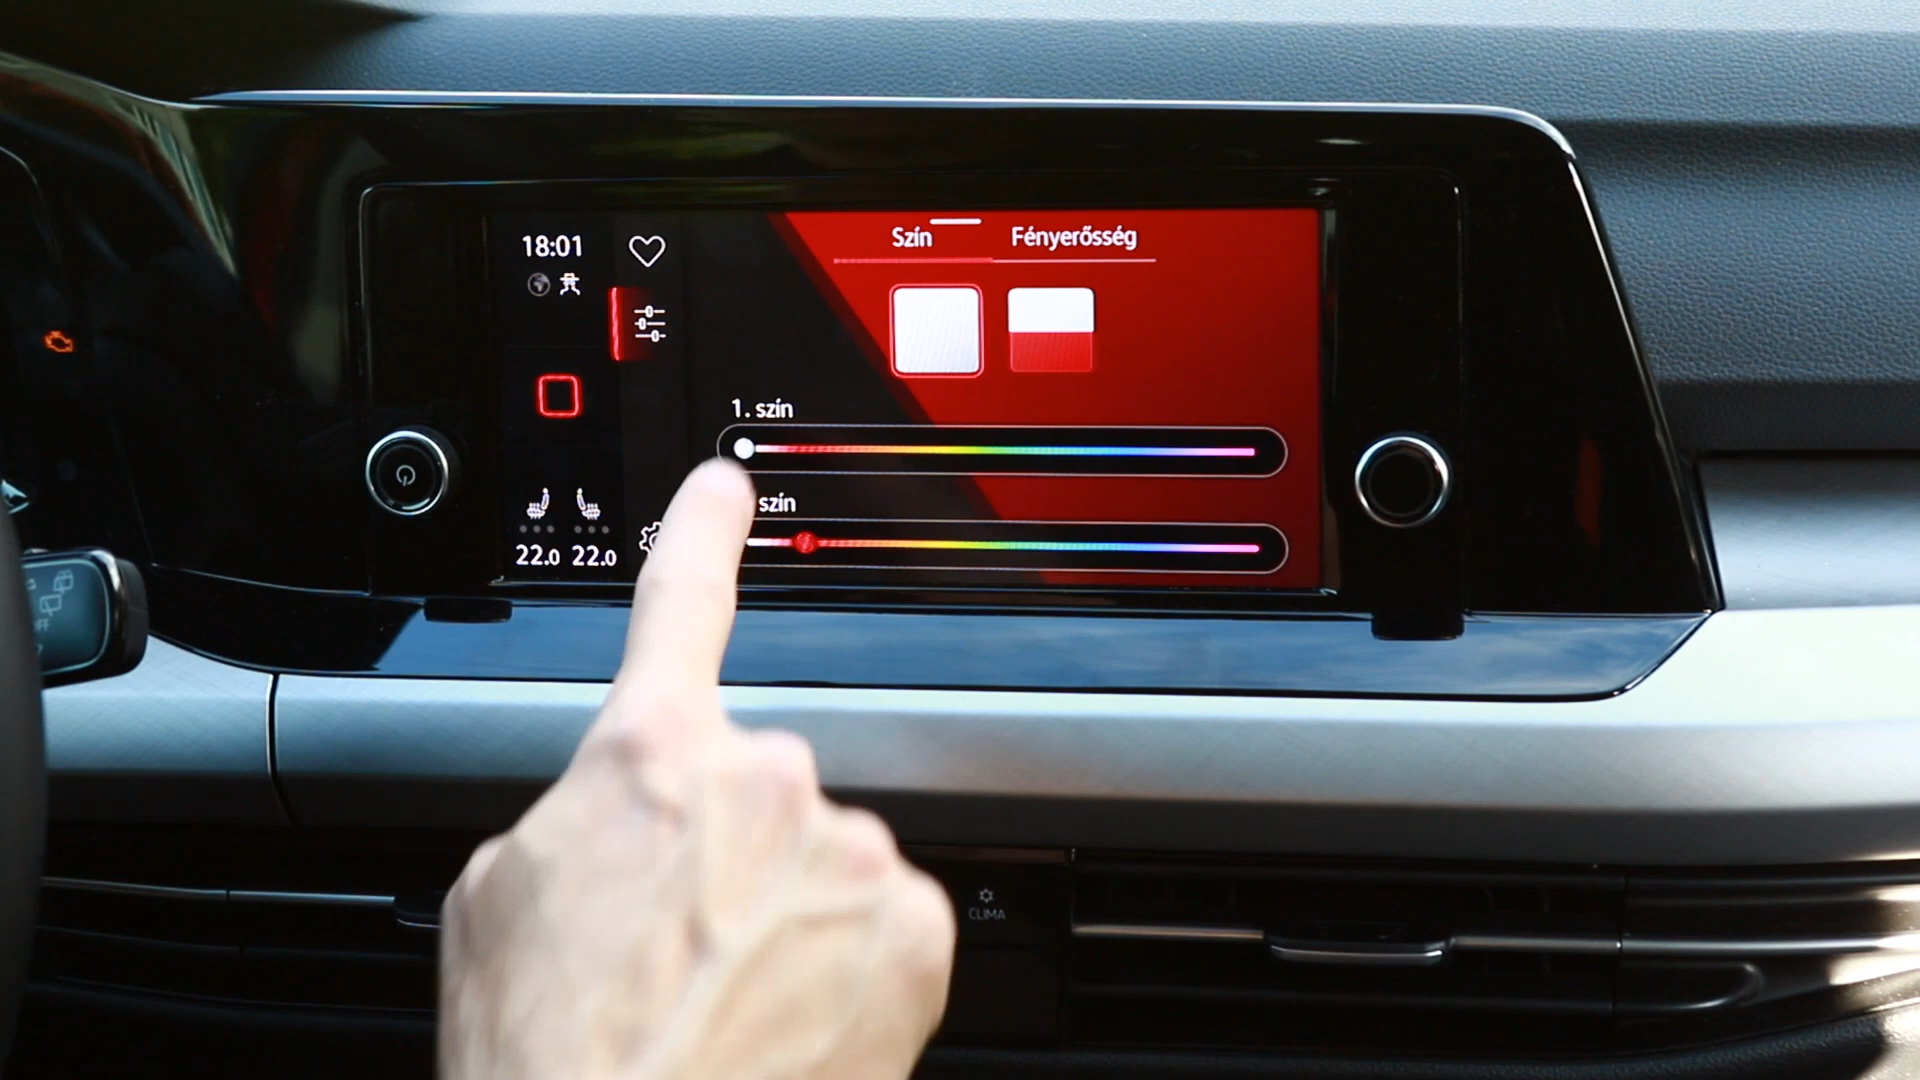 18:01
Szín Fényerősség
1. szín
szín
22.0 22.0
CLIMA